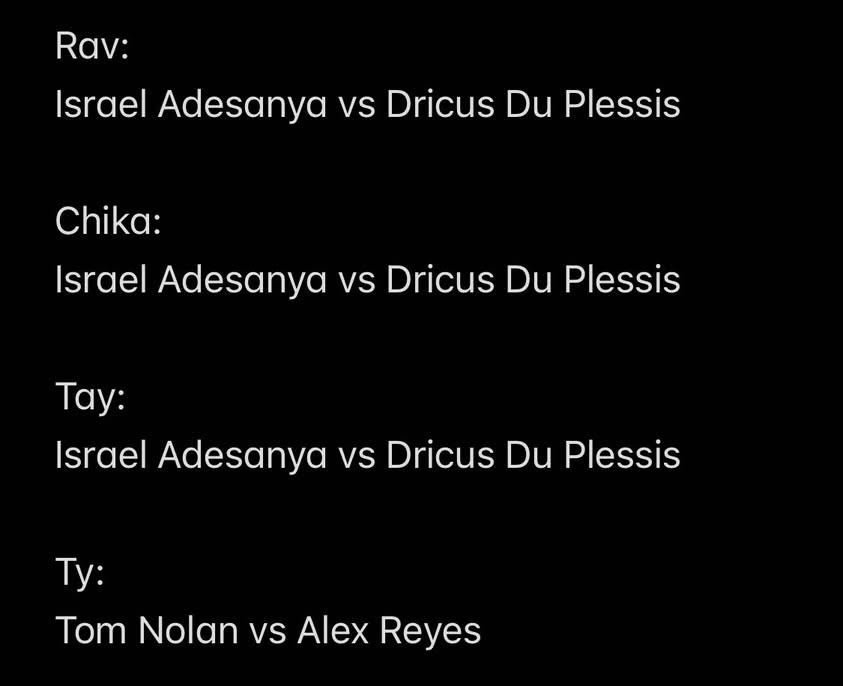 Rav:
Israel Adesanya vs Dricus Du Plessis
Chika:
Israel Adesanya vs Dricus Du Plessis
Tay:
Israel Adesanya vs Dricus Du Plessis
Ty:
Tom Nolan vs Alex Reyes